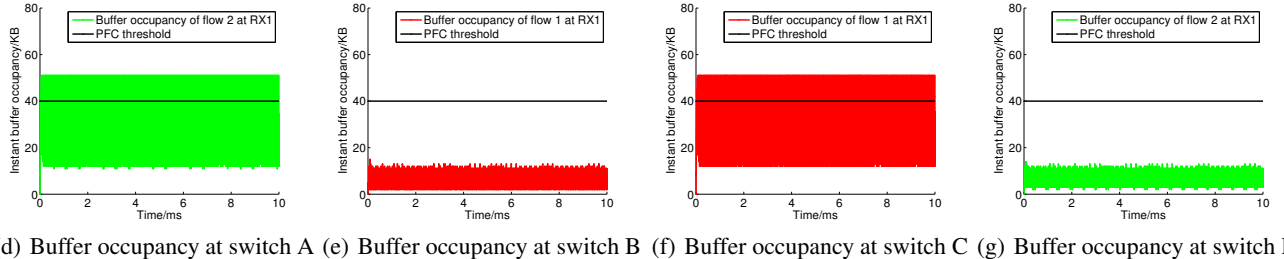 80
60
40
20
0
0 2 4 6 8 10
Instant buffer occupancy/KB
Time/ms
Buffer occupancy of flow 2 at RX1
PFC threshold
80
60
40
20
0
0 2 4 6 8 10
Instant buffer occupancy/KB
Time/ms
Buffer occupancy of flow 1 at RX1
PFC threshold
80
60
40
20
0
0 2 4 6 8 10
Instant buffer occupancy/KB
Time/ms
Buffer occupancy of flow 1 at RX1
PFC threshold
80
60
40
20
0
0 2 4 6 8 10
Instant buffer occupancy/KB
Time/ms
Buffer occupancy of flow 2 at RX1
PFC threshold
d) Buffer occupancy at switch A (e) Buffer occupancy at switch B (f) Buffer occupancy at switch C (g) Buffer occupancy at switch